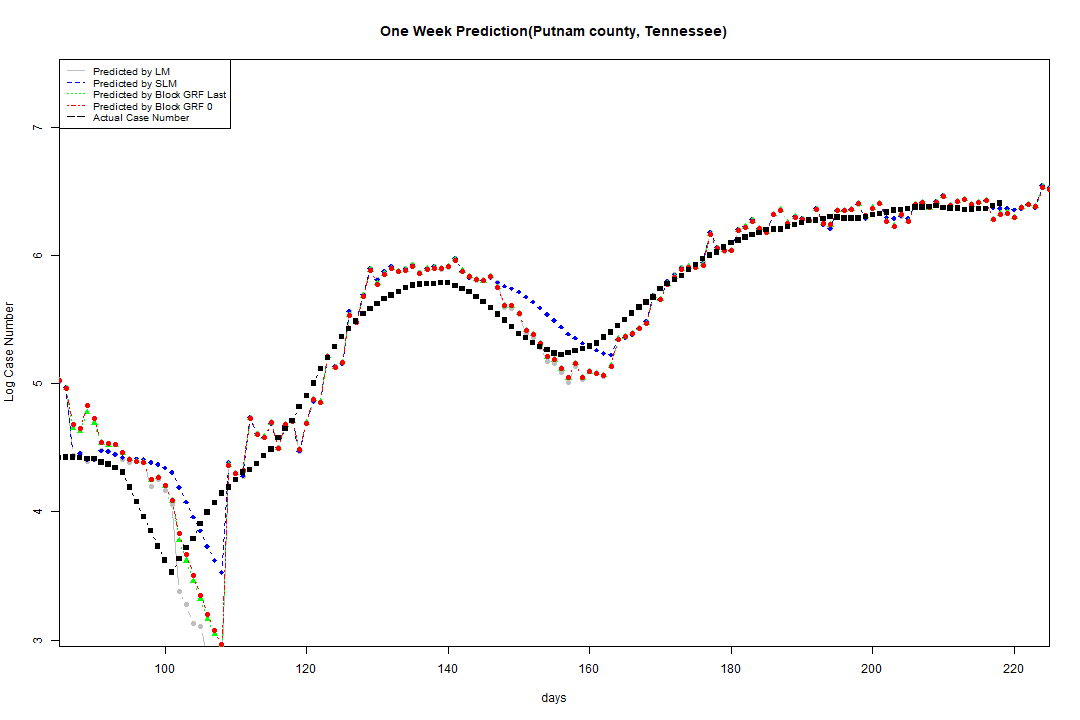 One Week Prediction(Putnam county, Tennessee)
Predicted by LM
Predicted by SLM
Predicted by Block GRF Last
Predicted by Block GRF 0
Actual Case Number
7
6
5
4
3
Log Case Number
100 120 140 160 180 200 220
days